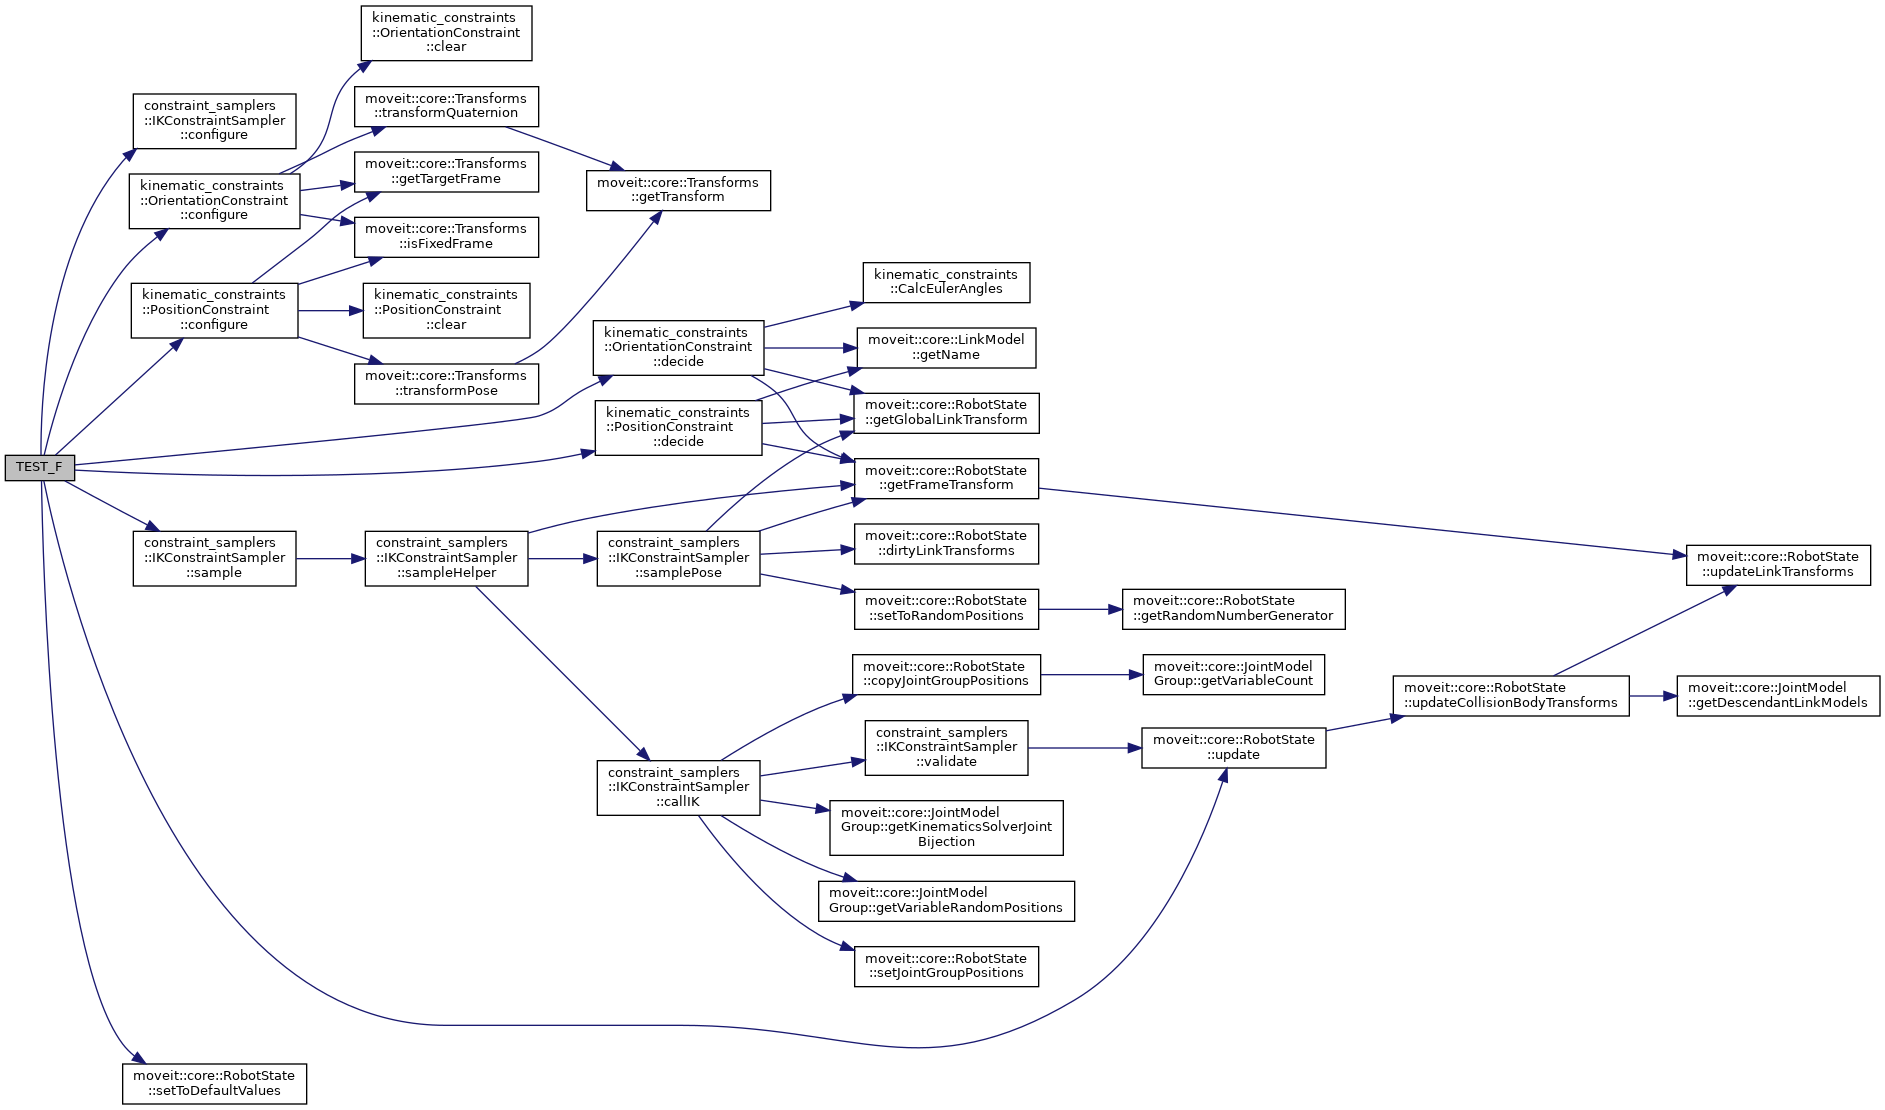 kinematic_constraints
::OrientationConstraint
::clear
constraint_samplers
::IKConstraintSampler
::configure
moveit::core::Transforms
::transformQuaternion
kinematic_constraints
::OrientationConstraint
::configure
moveit::core::Transforms
::getTargetFrame
moveit::core::Transforms
::getTransform
moveit::core::Transforms
::isFixedFrame
kinematic_constraints
::PositionConstraint
::configure
kinematic_constraints
::PositionConstraint
::clear
moveit::core::Transforms
::transformPose
kinematic_constraints
::CalcEulerAngles
kinematic_constraints
::OrientationConstraint
::decide
moveit::core::LinkModel
::getName
kinematic_constraints
::PositionConstraint
::decide
moveit::core::RobotState
::getGlobalLinkTransform
TEST_F
moveit::core::RobotState
::getFrameTransform
constraint_samplers
::IKConstraintSampler
::sample
constraint_samplers
::IKConstraintSampler
::sampleHelper
constraint_samplers
::IKConstraintSampler
::samplePose
moveit::core::RobotState
::dirtyLinkTransforms
moveit::core::RobotState
::updateLinkTransforms
moveit::core::RobotState
::setToRandomPositions
moveit::core::RobotState
::getRandomNumberGenerator
moveit::core::RobotState
::copyJointGroupPositions
moveit::core::JointModel
Group::getVariableCount
moveit::core::RobotState
::updateCollisionBodyTransforms
moveit::core::JointModel
::getDescendantLinkModels
constraint_samplers
::IKConstraintSampler
::validate
moveit::core::RobotState
::update
constraint_samplers
::IKConstraintSampler
::callIK
moveit::core::JointModel
Group::getKinematicsSolverJoint
Bijection
moveit::core::JointModel
Group::getVariableRandomPositions
moveit::core::RobotState
::setJointGroupPositions
moveit::core::RobotState
::setToDefaultValues